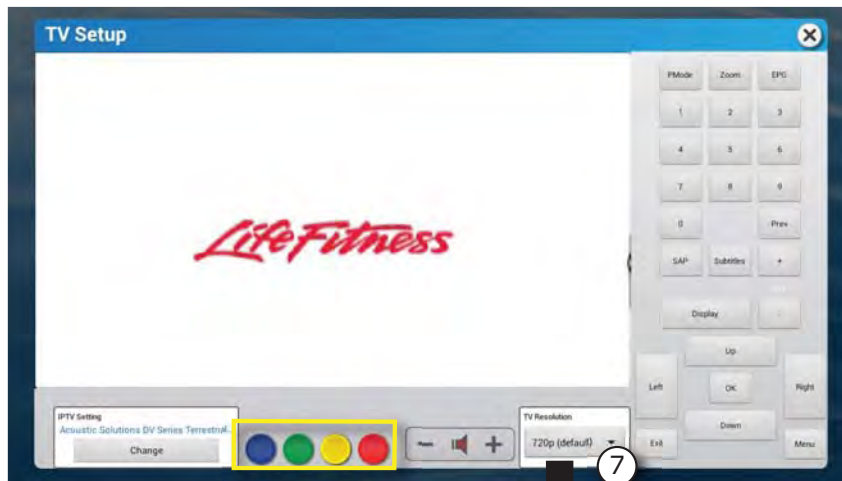 TV Setup
PMode Zoom EPG
1 2 3
4 5 6
7 8 9
0 Prev
SAP Subtitles +
LifeFitness
Display
Up
Left OK Right
Down
Exit Menu
IPTV Setting
Acoustic Solutions DV Series Terrestrial...
Change
TV Resolution
720p (default)
7